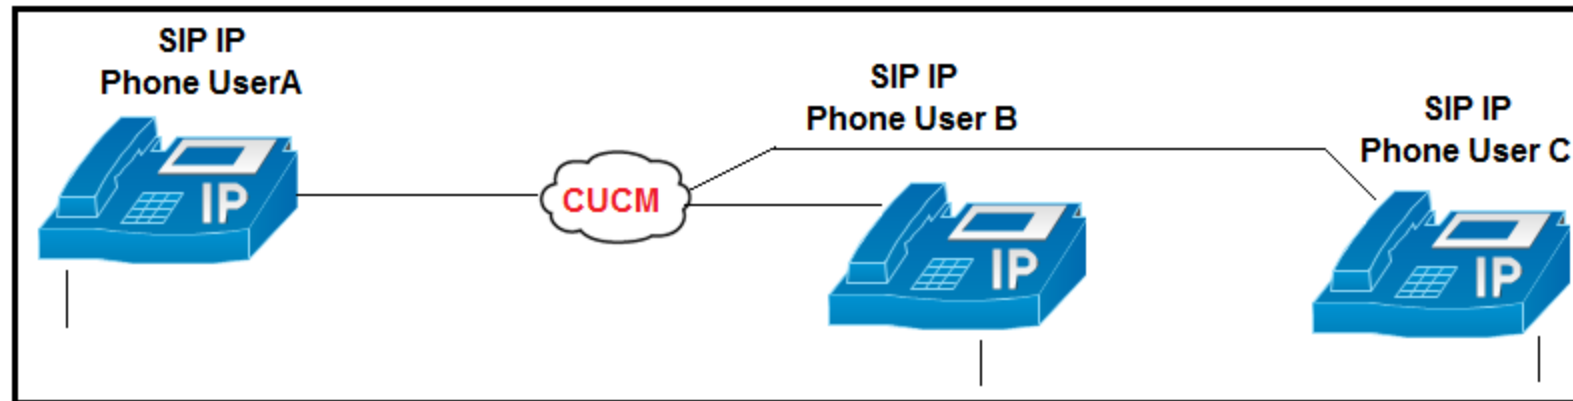 SIP IP
Phone UserA
IP
CUCM
SIP IP
Phone User B
IP
SIP IP
Phone User C
IP